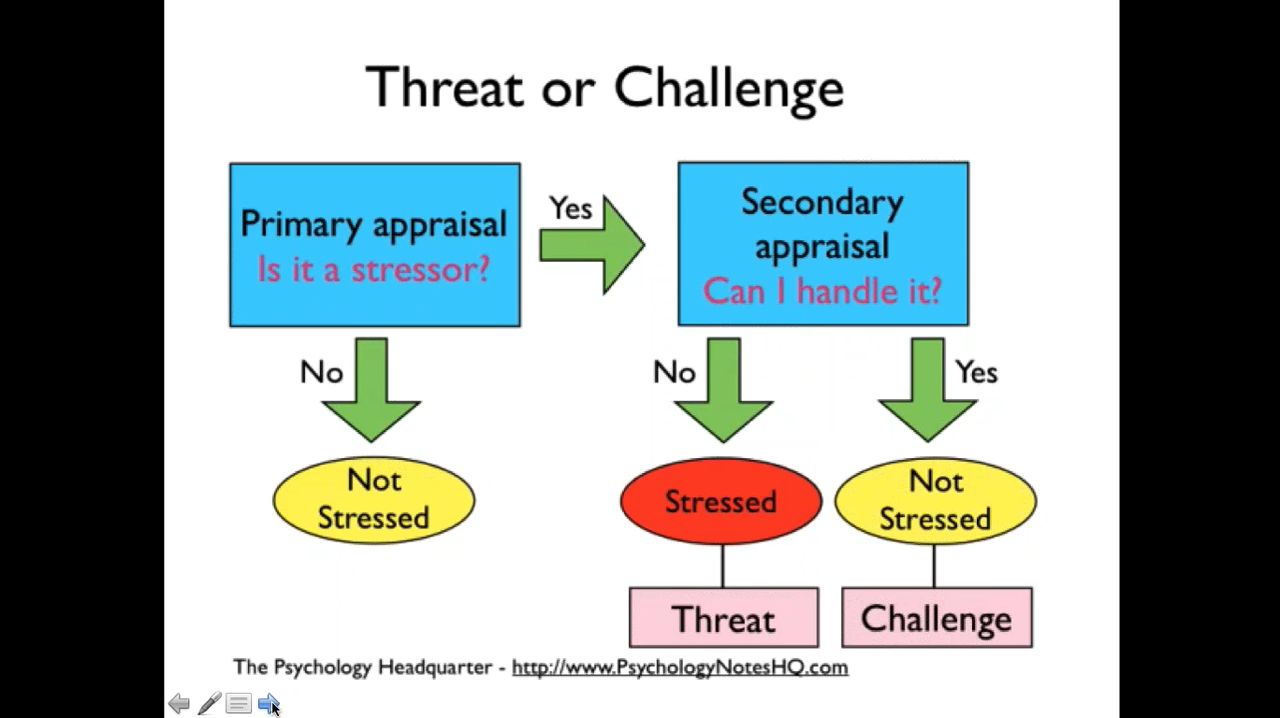 Threat or Challenge
Primary appraisal
Is it a stressor?
Yes
Secondary
appraisal
Can I handle it?
No
No
Yes
Not
Stressed
Stressed
Not
Stressed
Threat
Challenge
The Psychology Headquarter - http://www.PsychologyNotesHQ.com